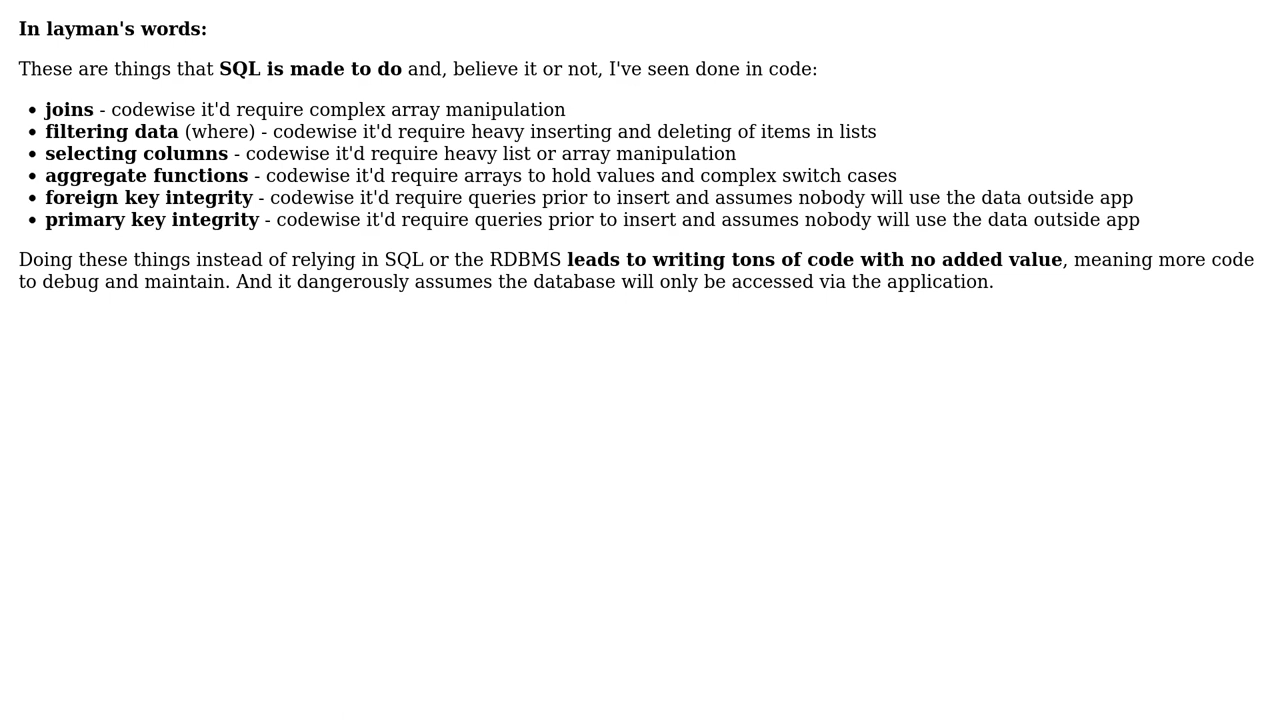 In layman's words:
These are things that SQL is made to do and, believe it or not, I've seen done in code:
• joins - codewise it'd require complex array manipulation
• filtering data (where) - codewise it'd require heavy inserting and deleting of items in lists
• selecting columns - codewise it'd require heavy list or array manipulation
• aggregate functions - codewise it'd require arrays to hold values and complex switch cases
• foreign key integrity - codewise it'd require queries prior to insert and assumes nobody will use the data outside app
• primary key integrity - codewise it'd require queries prior to insert and assumes nobody will use the data outside app
Doing these things instead of relying in SQL or the RDBMS leads to writing tons of code with no added value, meaning more code
to debug and maintain. And it dangerously assumes the database will only be accessed via the application.